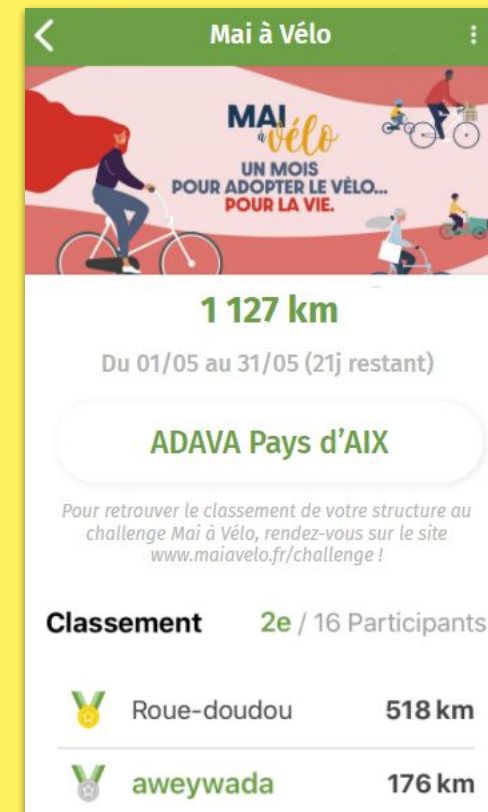 Mai à Vélo
MAI
à vélo
UN MOIS
POUR ADOPTER LE VÉLO...
POUR LA VIE.
1 127 km
Du 01/05 au 31/05 (21j restant)
ADAVA Pays d'AIX
Pour retrouver le classement de votre structure au
challenge Mai à Vélo, rendez-vous sur le site
www.maiavelo.fr/challenge !
Classement 2e / 16 Participants
Roue-doudou 518 km
aweywada 176 km